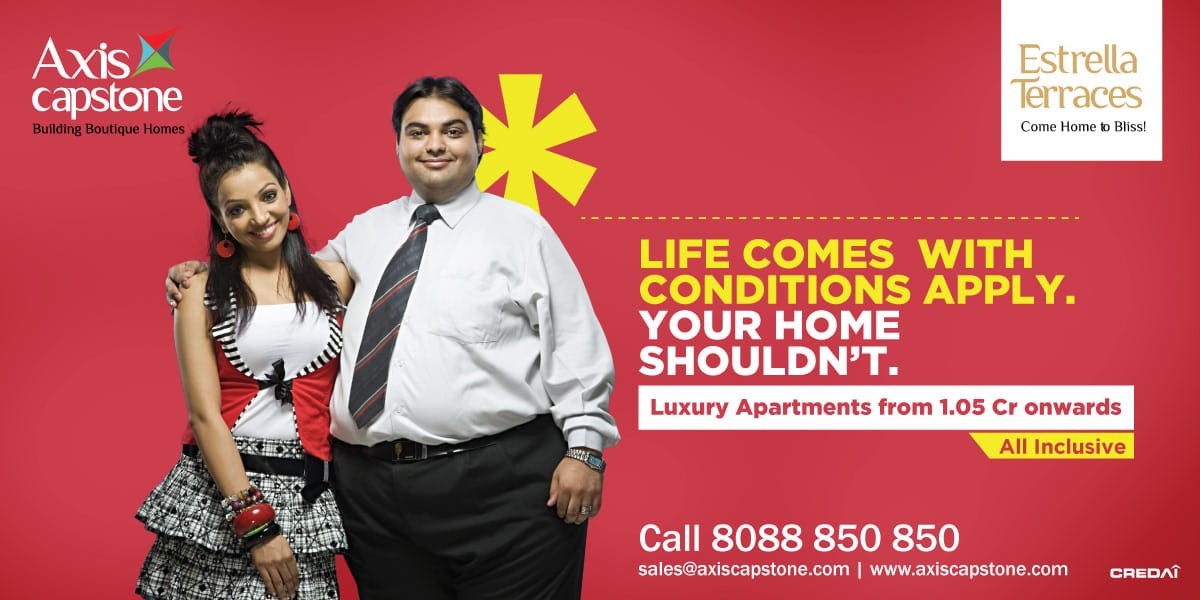 Axis
capstone
Building Boutique Homes
Estrella
Terraces
Come Home to Bliss!
LIFE COMES WITH
CONDITIONS APPLY.
YOUR HOME
SHOULDN'T.
Luxury Apartments from 1.05 Cr onwards
All Inclusive
Call 8088 850 850
sales@axiscapstone.com | www.axiscapstone.com
CREDAI